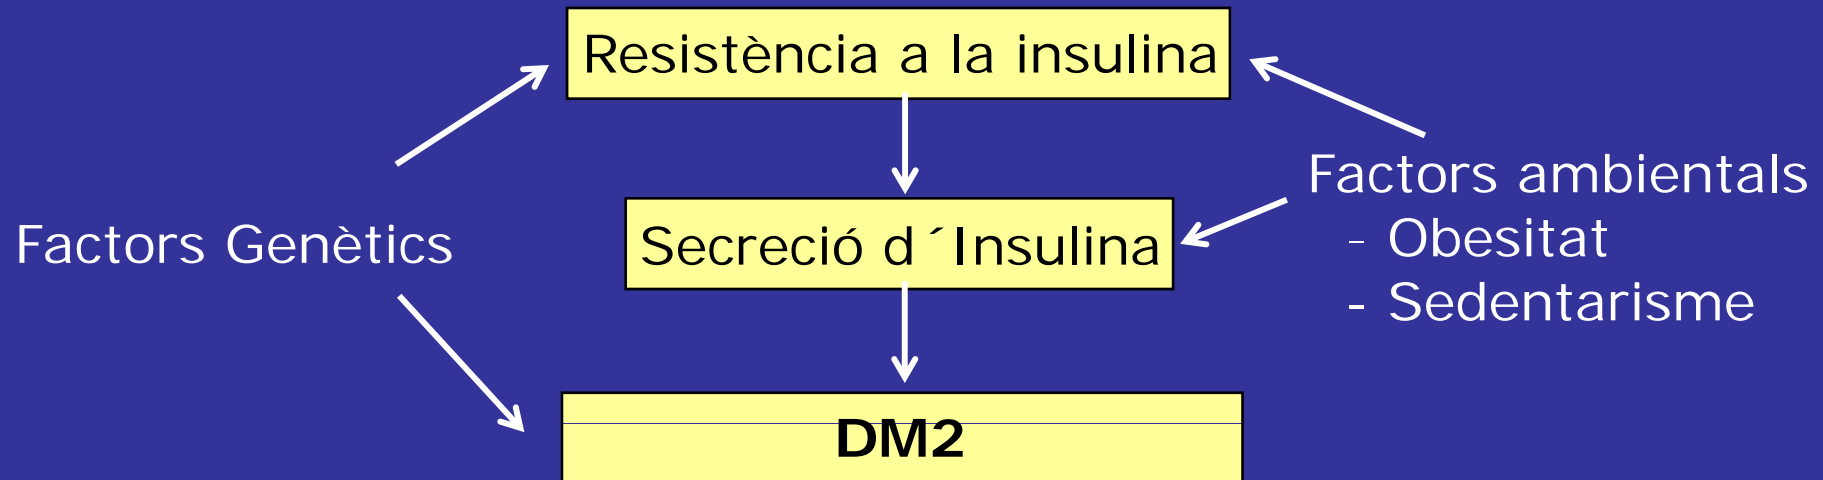 Resistència a la insulina
Factors ambientals
- Obesitat
- Sedentarisme
Factors Genètics
Secreció d´Insulina
DM2